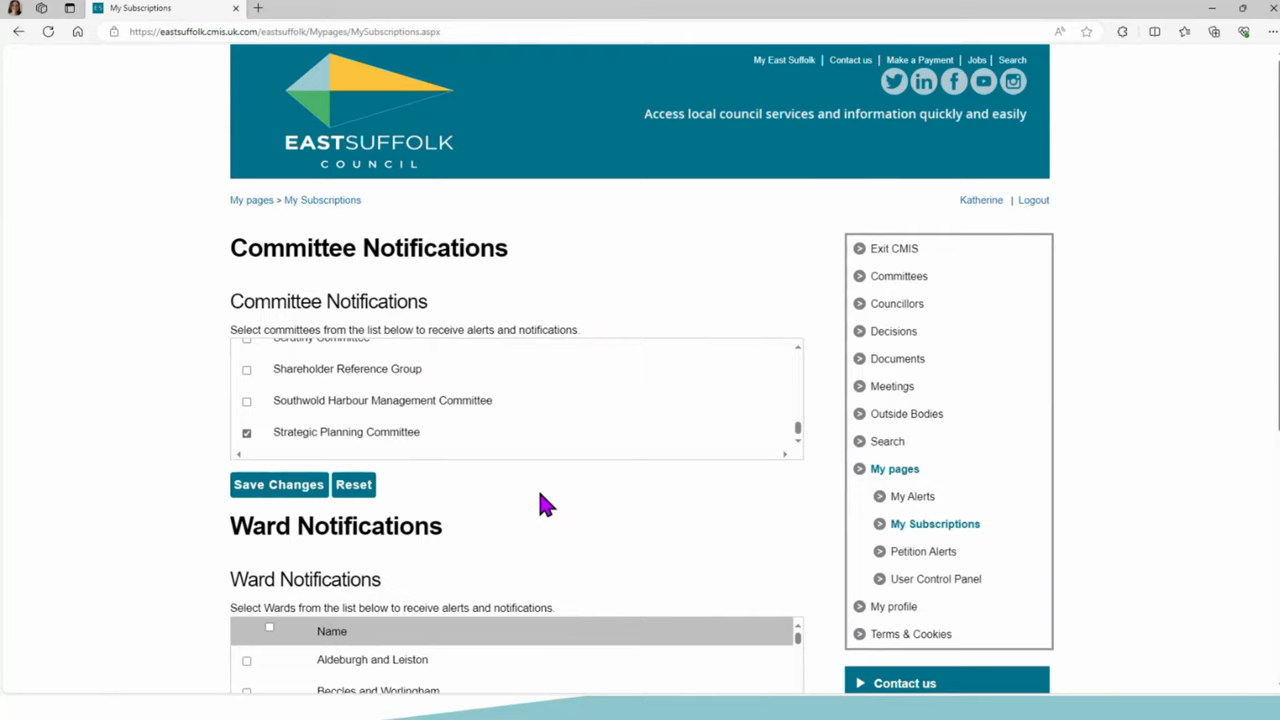 My Subscriptions
https://eastsuffolk.cmis.uk.com/eastsuffolk/Mypages/MySubscriptions.aspx
My East Suffolk | Contact us | Make a Payment | Jobs | Search
Access local council services and information quickly and easily
EASTSUFFOLK
COUNCIL
My pages > My Subscriptions
Katherine | Logout
Committee Notifications
Committee Notifications
Select committees from the list below to receive alerts and notifications.
Scrutiny Committee
Shareholder Reference Group
Southwold Harbour Management Committee
Strategic Planning Committee
Save Changes
Reset
Ward Notifications
Ward Notifications
Select Wards from the list below to receive alerts and notifications.
Name
Aldeburgh and Leiston
Beccles and Worlingham
Exit CMIS
Committees
Councillors
Decisions
Documents
Meetings
Outside Bodies
Search
My pages
My Alerts
My Subscriptions
Petition Alerts
User Control Panel
My profile
Terms & Cookies
Contact us